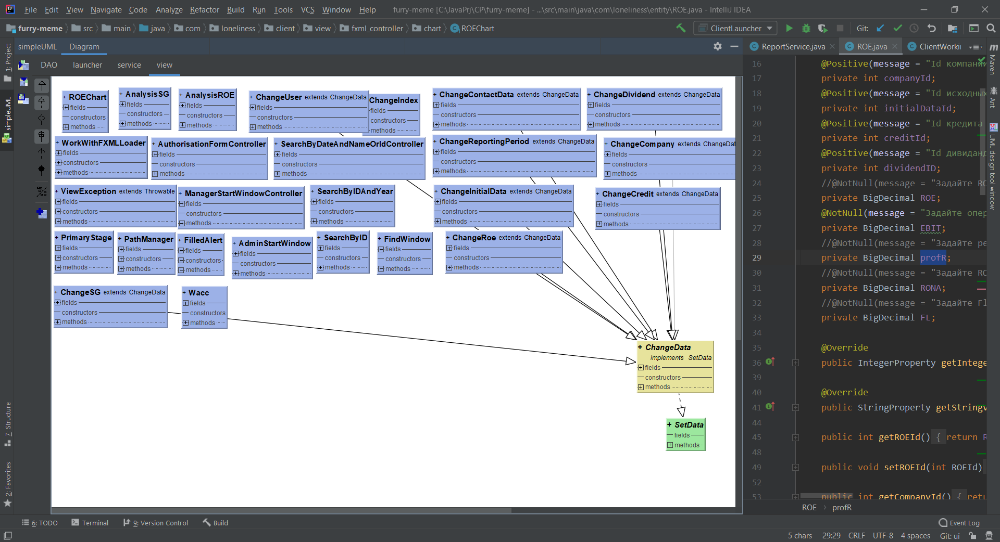 File Edit View Navigate Code Analyze Refactor Build Run Tools VCS Window Help furry-meme [C:\JavaPrj\CP\furry-meme] - ...\src\main\java\com\loneliness\entity\ROE.java - IntelliJ IDEA
furry-meme src main java com loneliness client view fxml_controller chart ROEChart ClientLauncher Git:
simpleUML Diagram
DAO launcher service view
1: Project
simpleUML
7: Structure
2: Favorites
+ ROEChart
fields
constructors
methods
+ AnalysisSG
fields
constructors
methods
+ AnalysisROE
fields
constructors
methods
+ ChangeUser extends ChangeData
fields
constructors
methods
ChangeIndex
fields
constructors
methods
+ ChangeContactData extends ChangeData
fields
constructors
methods
+ ChangeDividend extends ChangeData
fields
constructors
methods
+ WorkWithFXMLLoader
fields
constructors
methods
+ AuthorisationFormController
fields
constructors
methods
+ SearchByDateAndNameOrIdController
fields
constructors
methods
+ ChangeReportingPeriod extends ChangeData
fields
constructors
methods
+ ChangeCompany extends ChangeDat
fields
constructors
methods
+ ViewException extends Throwable
fields
constructors
methods
+ ManagerStartWindowController
fields
constructors
methods
+ SearchByIDAndYear
fields
constructors
methods
+ ChangeInitialData extends ChangeData
fields
constructors
methods
+ ChangeCredit extends ChangeData
fields
constructors
methods
+ PrimaryStage
fields
constructors
methods
+ PathManager
fields
constructors
methods
+ FilledAlert
fields
constructors
methods
+ AdminStartWindow
fields
constructors
methods
+ SearchByID
fields
constructors
methods
+ FindWindow
fields
constructors
methods
+ ChangeRoe extends ChangeData
fields
constructors
methods
+ ChangeSG extends ChangeData
fields
constructors
methods
+ Wacc
fields
constructors
methods
+ ChangeData
implements SetData
fields
constructors
methods
+ SetData
fields
methods
ReportService.java ROE.java ClientWorki 7
16 @Positive(message = "Id компани
17 private int companyId;
18 @Positive(message = "Id исходных
19 private int initialDataId;
20 @Positive(message = "Id кредита
21 private int creditId;
22 @Positive(message = "Id дивиданд
23 private int dividendID;
24 //@NotNull(message = "Задайте RO
25 private BigDecimal ROE;
26 @NotNull(message = "Задайте опер
27 private BigDecimal EBIT;
28 //@NotNull(message = "Задайте ре
29 private BigDecimal profR;
30 //@NotNull(message = "Задайте RO
31 private BigDecimal RONA;
32 //@NotNull(message = "Задайте Fl
33 private BigDecimal FL;
34
35 @Override
36 public IntegerProperty getIntege
39
40 @Override
41 public StringProperty getStringV
44
45 public int getROEId() { return R
48
49 public void setROEId(int ROEId)
52
53 public int getCompanyId() { retu
ROE profR
Maven
Ant
UML design tool window
6: TODO Terminal 9: Version Control Build Event Log
5 chars 29:29 CRLF UTF-8 4 spaces Git: ui